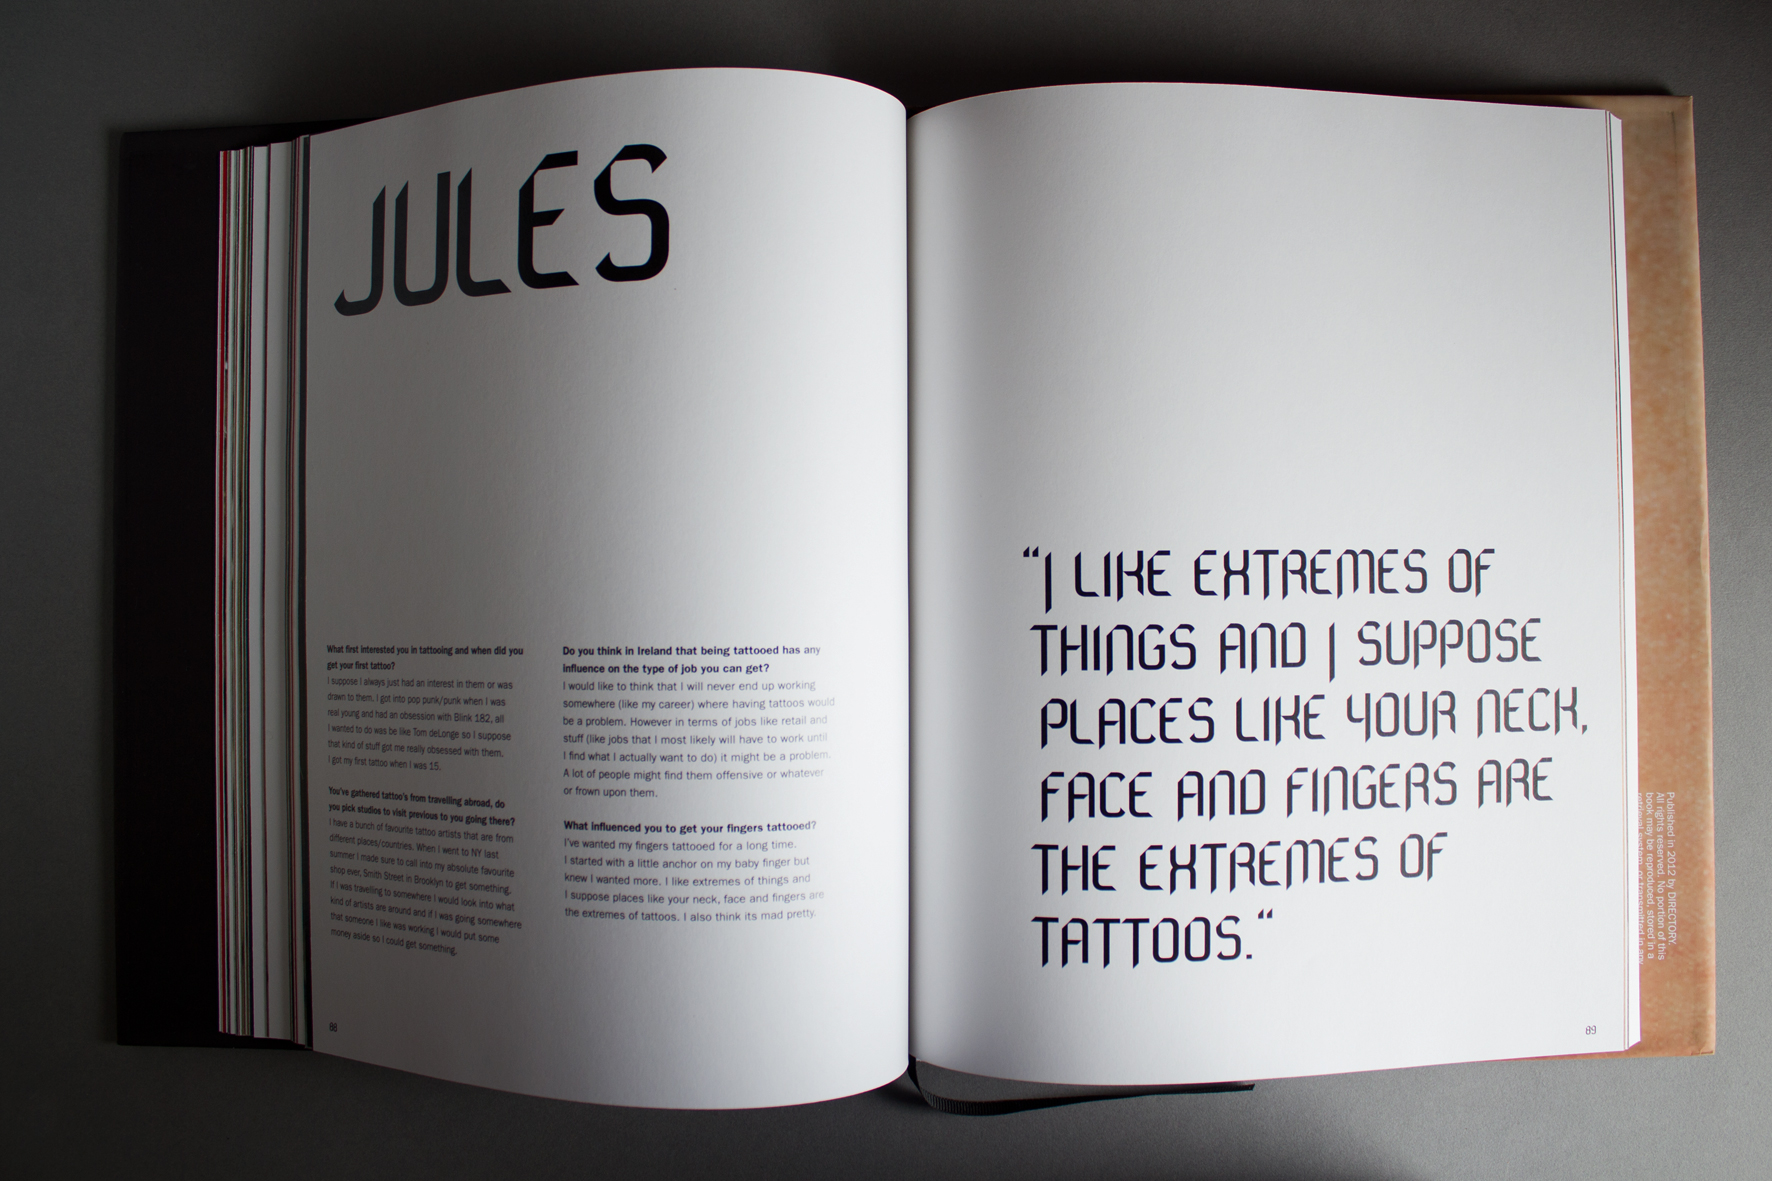 JULES
What first interested you in tattooing and when did you
get your first tattoo?
I suppose I always just had an interest in them or was
drawn to them. I got into pop punk/punk when I was
real young and had an obsession with Blink 182, all
I wanted to do was be like Tom deLonge so I suppose
that kind of stuff got me really obsessed with them.
I got my first tattoo when I was 15.
You've gathered tattoo's from travelling abroad, do
you pick studios to visit previous to you going there?
I have a bunch of favourite tattoo artists that are from
different places/countries. When I went to NY last
summer I made sure to call into my absolute favourite
shop ever, Smith Street in Brooklyn to get something,
if I was travelling to somewhere I would look into what
kind of artists are around and if I was going somewhere
that someone I like was working I would put some
money aside so I could get something.
Do you think in Ireland that being tattooed has any
influence on the type of job you can get?
I would like to think that I will never end up working
somewhere (like my career) where having tattoos would
be a problem. However in terms of jobs like retail and
stuff (like jobs that I most likely will have to work until
I find what I actually want to do) it might be a problem.
A lot of people might find them offensive or whatever
or frown upon them.
What influenced you to get your fingers tattooed?
I've wanted my fingers tattooed for a long time.
I started with a little anchor on my baby finger but
knew I wanted more. I like extremes of things and
I suppose places like your neck, face and fingers are
the extremes of tattoos. I also think its mad pretty.
88
“I LIKE EXTREMES OF
THINGS AND I SUPPOSE
PLACES LIKE YOUR NECK,
FACE AND FINGERS ARE
THE EXTREMES OF
TATTOOS.“
89
Published in 2012 by DIRECTORY.
All rights reserved. No portion of this
book may be reproduced, stored in a
retrieval system or transmitted in any